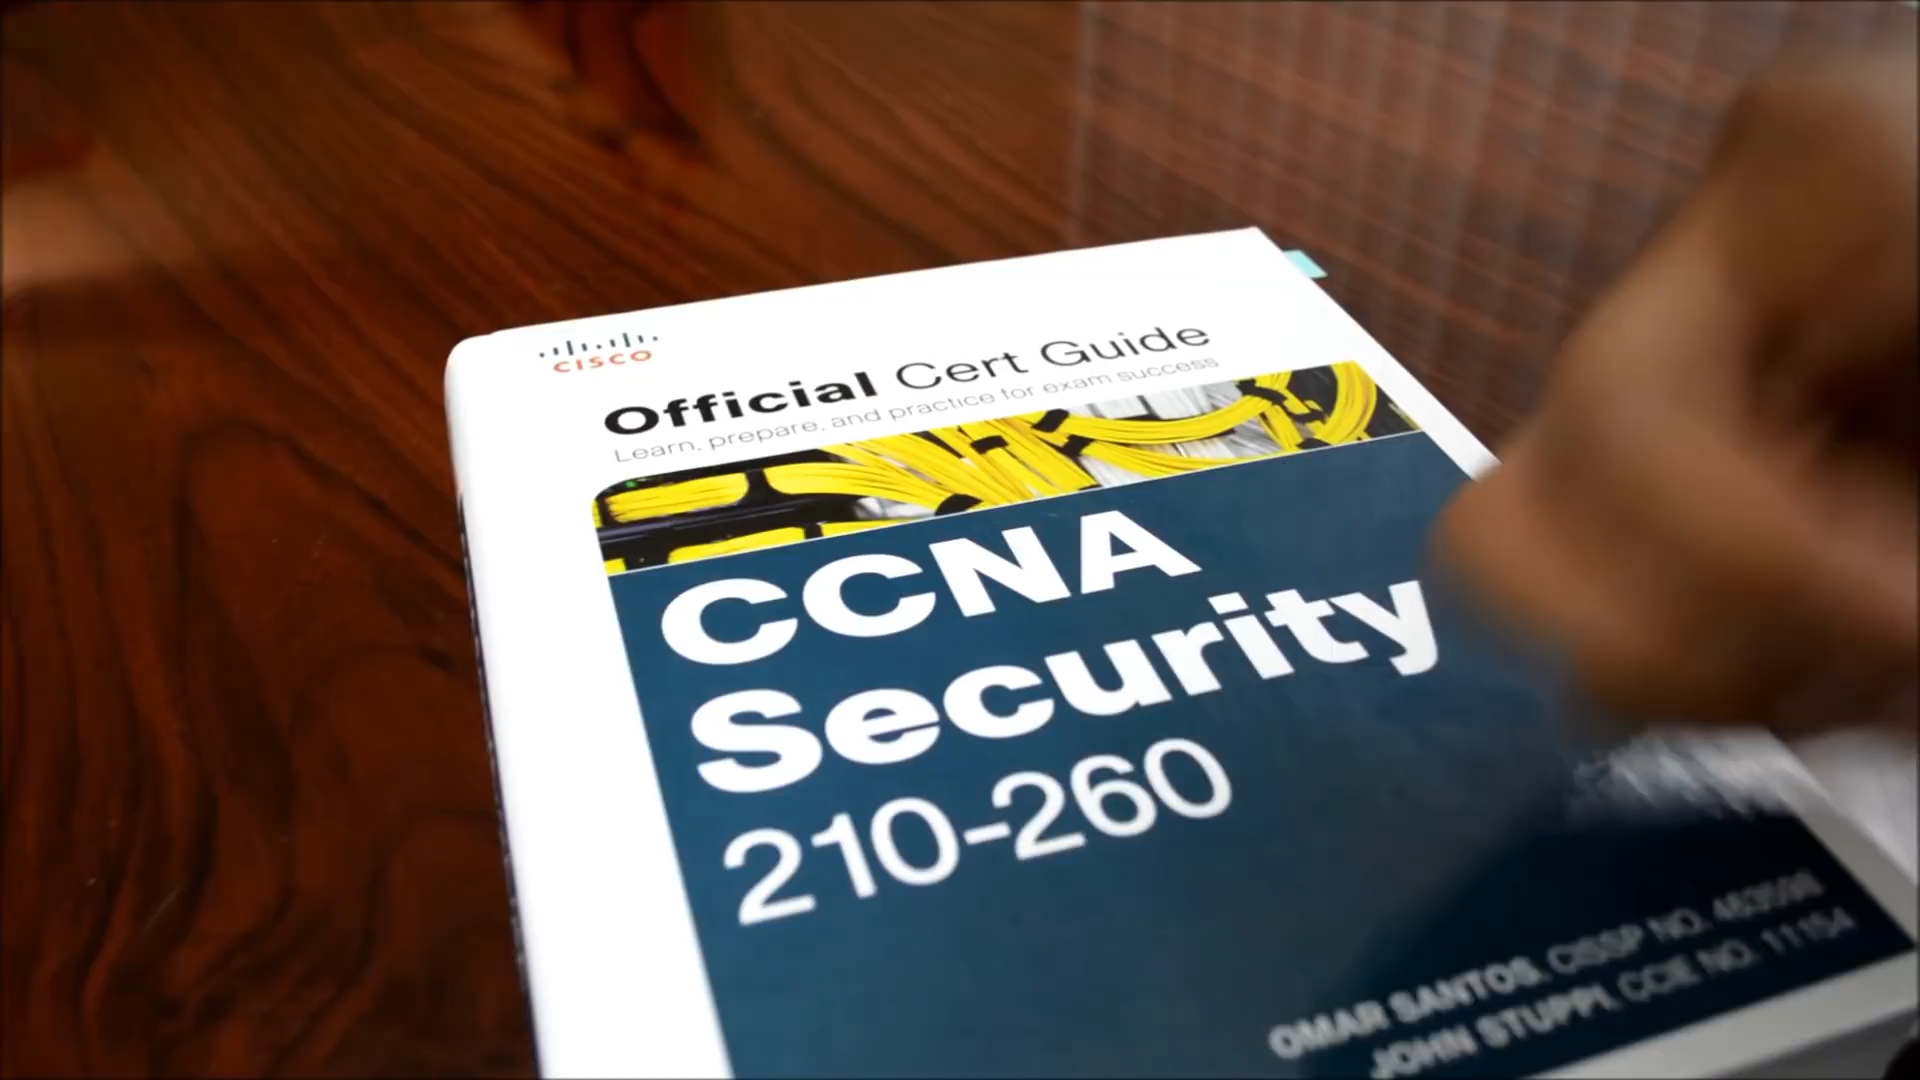 CISCO
Official Cert Guide
Learn, prepare, and practice for exam success
CCNA
Security
210-260
OMAR SANTOS, CISSP NO. 463598
JOHN STUPPI, CCIE NO. 11154